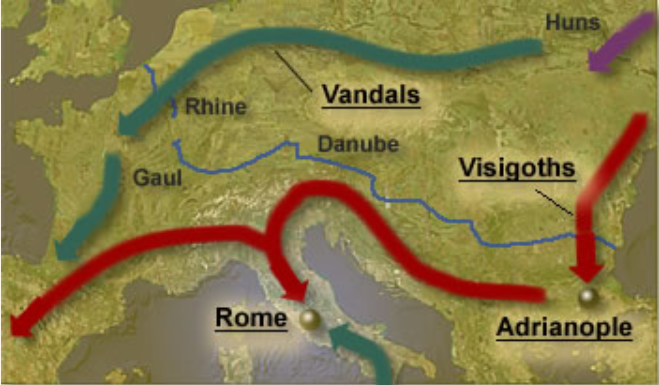 Huns
Vandals
Rhine
Danube
Visigoths
Gaul
Rome
Adrianople